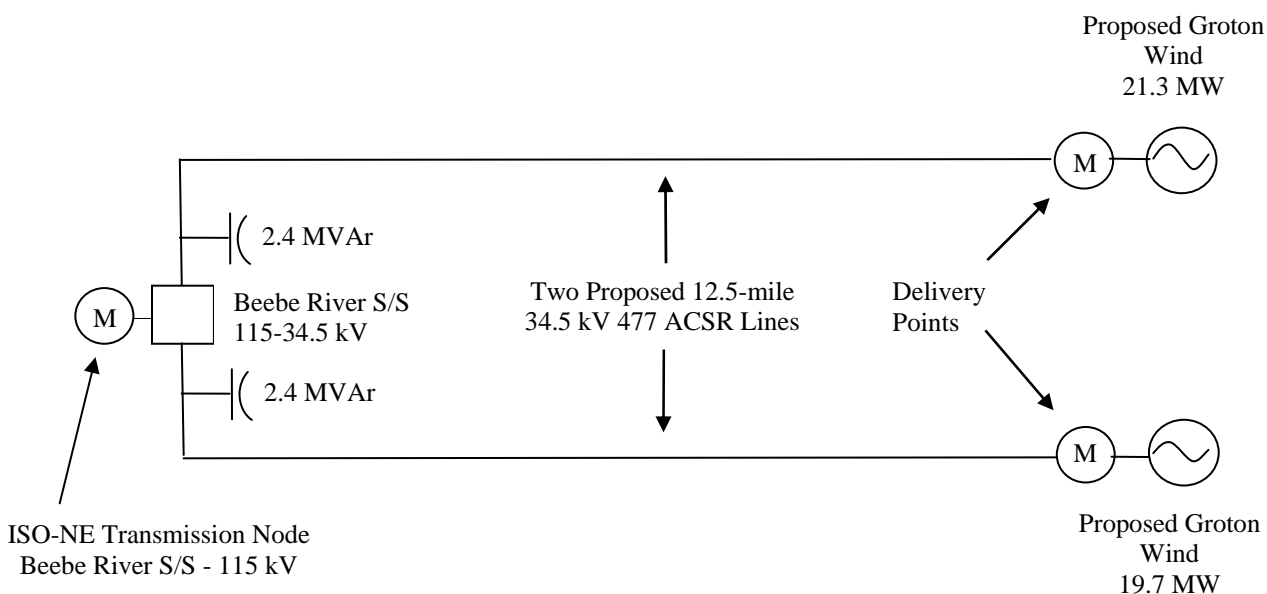 Proposed Groton
Wind
21.3 MW
M
2.4 MVAr
M
Beebe River S/S
115-34.5 kV
Two Proposed 12.5-mile
34.5 kV 477 ACSR Lines
Delivery
Points
2.4 MVAr
M
ISO-NE Transmission Node
Beebe River S/S - 115 kV
Proposed Groton
Wind
19.7 MW